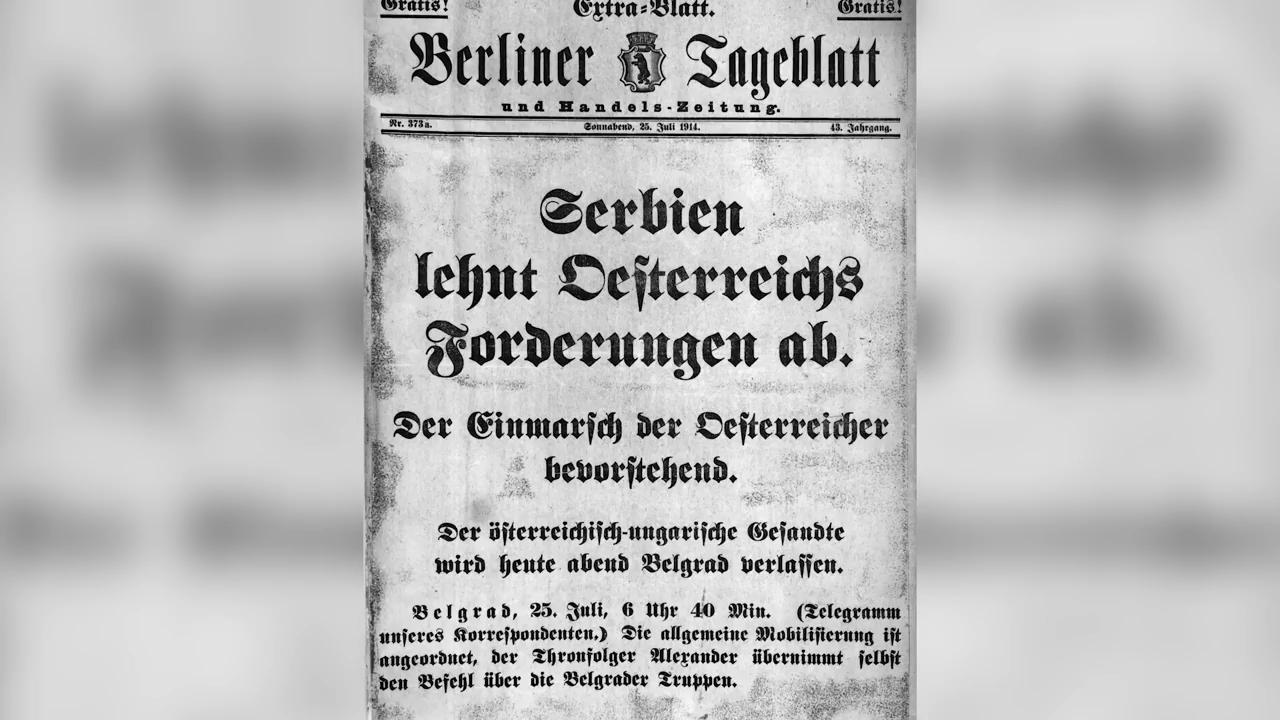 Gratis! Extra-Blatt. Gratis!
Berliner Tageblatt
und Handels-Zeitung.
Nr. 373a. Sonnabend, 25. Juli 1914. 43. Jahrgang.
Serbien
lehnt Oeſterreichs
Forderungen ab.
Der Einmarſch der Oeſterreicher
bevorſtehend.
Der öſterreichiſch-ungariſche Geſandte
wird heute abend Belgrad verlaſſen.
Belgrad, 25. Juli, 6 Uhr 40 Min. (Telegramm
unſeres Korreſpondenten.) Die allgemeine Mobiliſierung iſt
angeordnet, der Thronfolger Alexander übernimmt ſelbſt
den Befehl über die Belgrader Truppen.